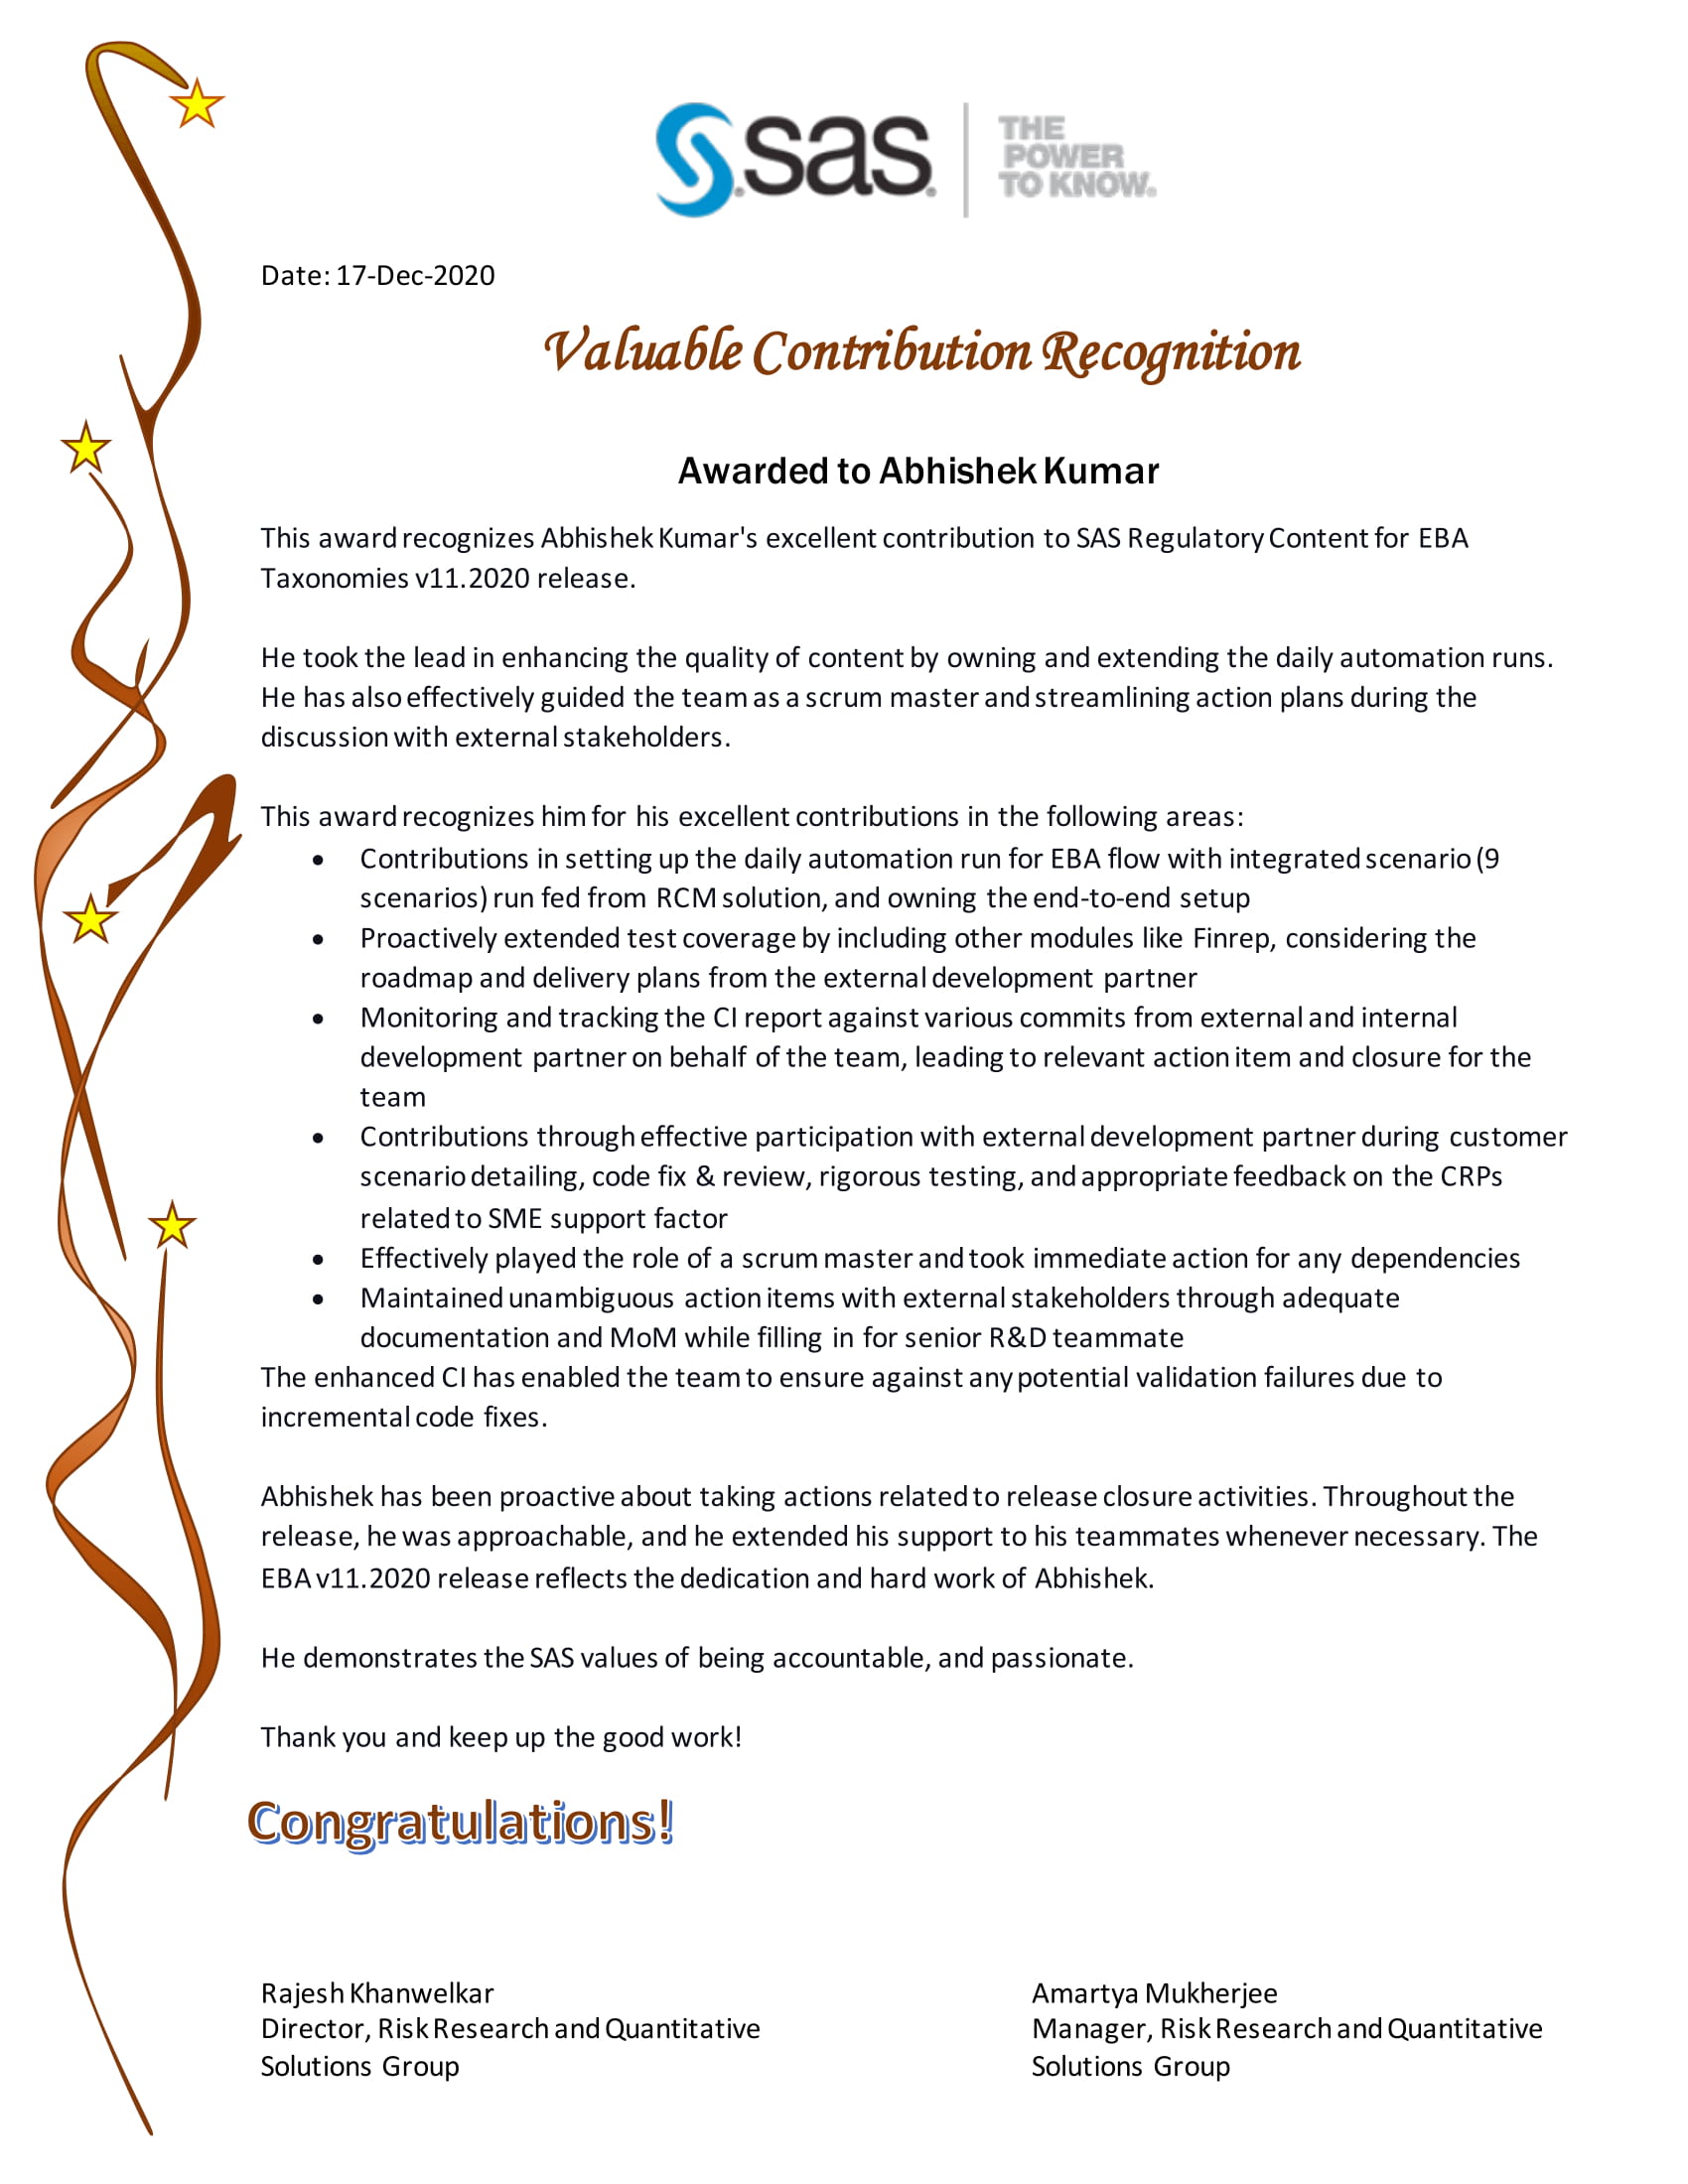 sas
THE
POWER
TO KNOW.
Date: 17-Dec-2020
Valuable Contribution Recognition
Awarded to Abhishek Kumar
This award recognizes Abhishek Kumar's excellent contribution to SAS Regulatory Content for EBA
Taxonomies v11.2020 release.
He took the lead in enhancing the quality of content by owning and extending the daily automation runs.
He has also effectively guided the team as a scrum master and streamlining action plans during the
discussion with external stakeholders.
This award recognizes him for his excellent contributions in the following areas:
• Contributions in setting up the daily automation run for EBA flow with integrated scenario (9
scenarios) run fed from RCM solution, and owning the end-to-end setup
• Proactively extended test coverage by including other modules like Finrep, considering the
roadmap and delivery plans from the external development partner
• Monitoring and tracking the CI report against various commits from external and internal
development partner on behalf of the team, leading to relevant action item and closure for the
team
• Contributions through effective participation with external development partner during customer
scenario detailing, code fix & review, rigorous testing, and appropriate feedback on the CRPs
related to SME support factor
• Effectively played the role of a scrum master and took immediate action for any dependencies
• Maintained unambiguous action items with external stakeholders through adequate
documentation and MoM while filling in for senior R&D teammate
The enhanced CI has enabled the team to ensure against any potential validation failures due to
incremental code fixes.
Abhishek has been proactive about taking actions related to release closure activities. Throughout the
release, he was approachable, and he extended his support to his teammates whenever necessary. The
EBA v11.2020 release reflects the dedication and hard work of Abhishek.
He demonstrates the SAS values of being accountable, and passionate.
Thank you and keep up the good work!
Congratulations!
Rajesh Khanwelkar
Director, Risk Research and Quantitative
Solutions Group
Amartya Mukherjee
Manager, Risk Research and Quantitative
Solutions Group